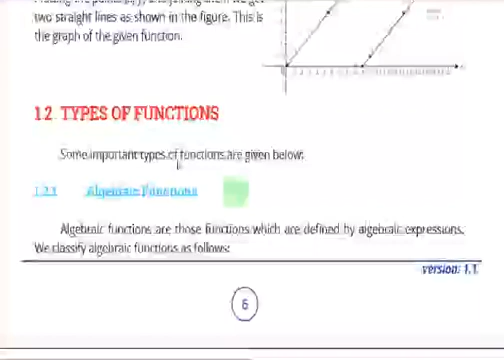 two straight lines as shown in the figure. This is
the graph of the given function.
1.2 TYPES OF FUNCTIONS
Some important types of functions are given below:
1.2.1 Algebraic Functions
Algebraic functions are those functions which are defined by algebraic expressions.
We classify algebraic functions as follows:
version: 1.1
6